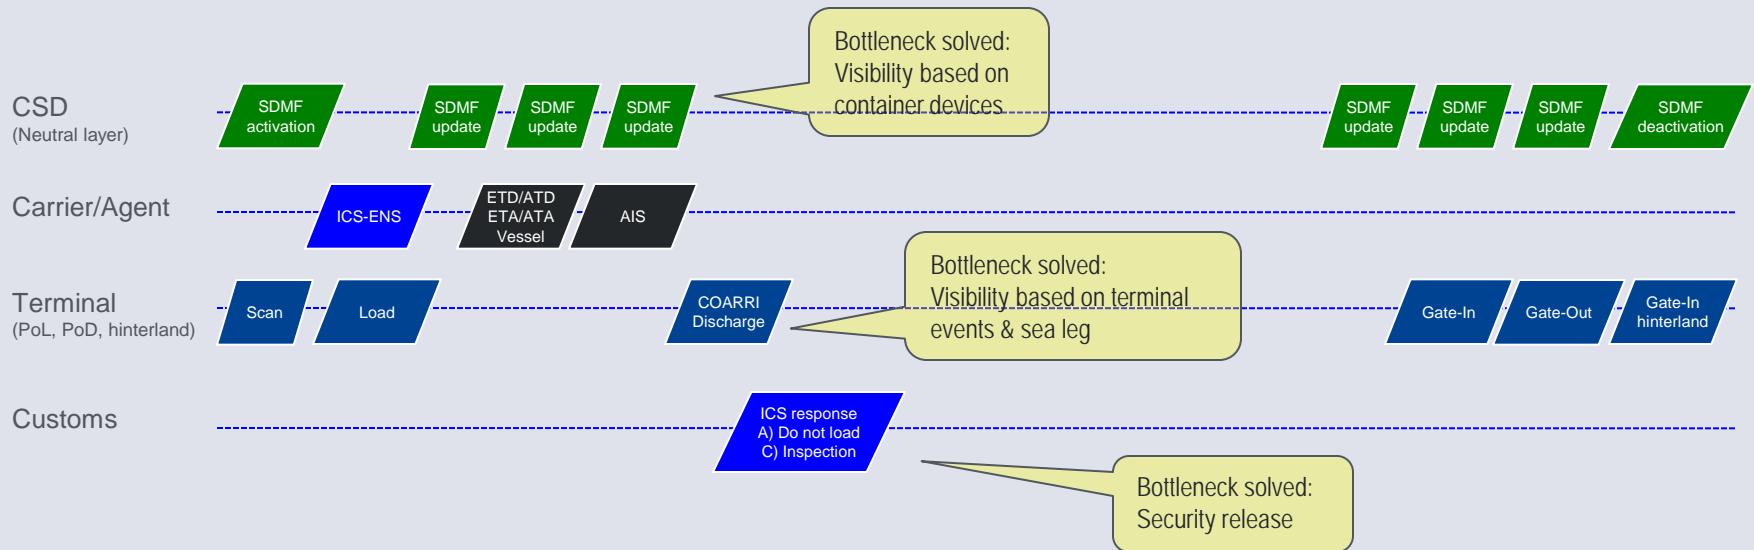 Bottleneck solved:
Visibility based on
container devices
CSD
(Neutral layer)
SDMF
activation
SDMF
update
SDMF
update
SDMF
update
SDMF
update
SDMF
update
SDMF
update
SDMF
deactivation
Carrier/Agent
ICS-ENS
ETD/ATD
ETA/ATA
Vessel
AIS
Bottleneck solved:
Visibility based on terminal
events & sea leg
Terminal
(PoL, PoD, hinterland)
Scan
Load
COARRI
Discharge
Gate-In
Gate-Out
Gate-In
hinterland
Customs
ICS response
A) Do not load
C) Inspection
Bottleneck solved:
Security release